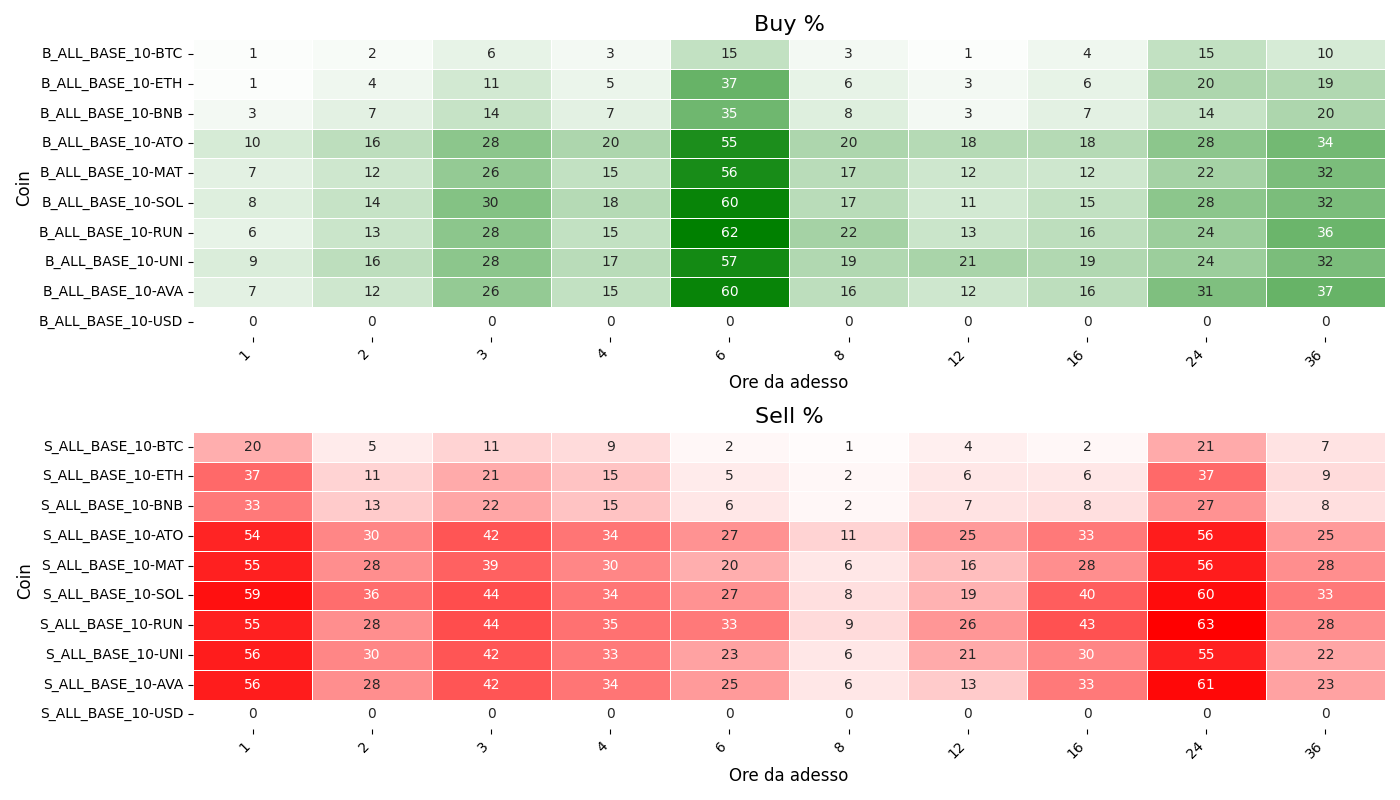 Buy %
Coin
B_ALL_BASE_10-BTC 1 2 6 3 15 3 1 4 15 10
B_ALL_BASE_10-ETH 1 4 11 5 37 6 3 6 20 19
B_ALL_BASE_10-BNB 3 7 14 7 35 8 3 7 14 20
B_ALL_BASE_10-ATO 10 16 28 20 55 20 18 18 28 34
B_ALL_BASE_10-MAT 7 12 26 15 56 17 12 12 22 32
B_ALL_BASE_10-SOL 8 14 30 18 60 17 11 15 28 32
B_ALL_BASE_10-RUN 6 13 28 15 62 22 13 16 24 36
B_ALL_BASE_10-UNI 9 16 28 17 57 19 21 19 24 32
B_ALL_BASE_10-AVA 7 12 26 15 60 16 12 16 31 37
B_ALL_BASE_10-USD 0 0 0 0 0 0 0 0 0 0
1 2 3 4 6 8 12 16 24 36
Ore da adesso
Sell %
Coin
S_ALL_BASE_10-BTC 20 5 11 9 2 1 4 2 21 7
S_ALL_BASE_10-ETH 37 11 21 15 5 2 6 6 37 9
S_ALL_BASE_10-BNB 33 13 22 15 6 2 7 8 27 8
S_ALL_BASE_10-ATO 54 30 42 34 27 11 25 33 56 25
S_ALL_BASE_10-MAT 55 28 39 30 20 6 16 28 56 28
S_ALL_BASE_10-SOL 59 36 44 34 27 8 19 40 60 33
S_ALL_BASE_10-RUN 55 28 44 35 33 9 26 43 63 28
S_ALL_BASE_10-UNI 56 30 42 33 23 6 21 30 55 22
S_ALL_BASE_10-AVA 56 28 42 34 25 6 13 33 61 23
S_ALL_BASE_10-USD 0 0 0 0 0 0 0 0 0 0
1 2 3 4 6 8 12 16 24 36
Ore da adesso